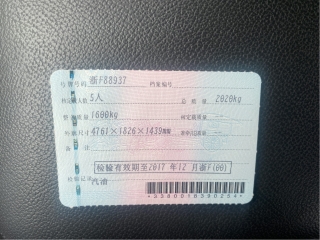 号牌号码 浙F88937 档案编号
核定载人数 5人 总质量 2020kg
整备质量 1600kg 核定载质量 --
外廓尺寸 4761×1826×1439mm 准牵引总质量 --
备注
检验有效期至2017年12月浙F(00)
检验记录 汽油